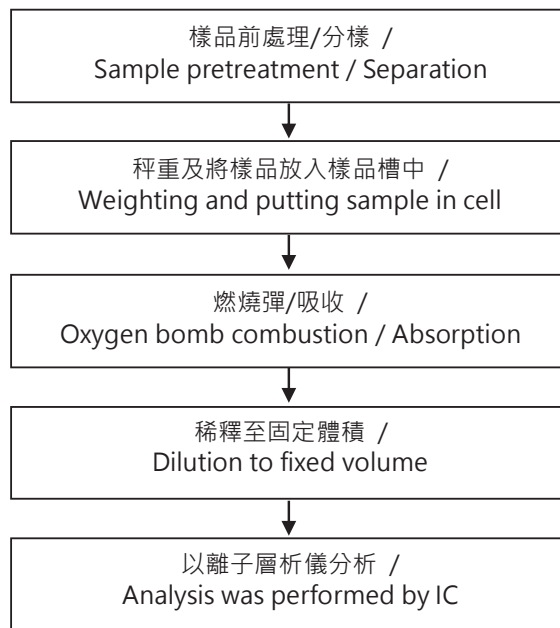 樣品前處理/分樣 /
Sample pretreatment / Separation
秤重及將樣品放入樣品槽中 /
Weighting and putting sample in cell
燃燒彈/吸收 /
Oxygen bomb combustion / Absorption
稀釋至固定體積 /
Dilution to fixed volume
以離子層析儀分析 /
Analysis was performed by IC